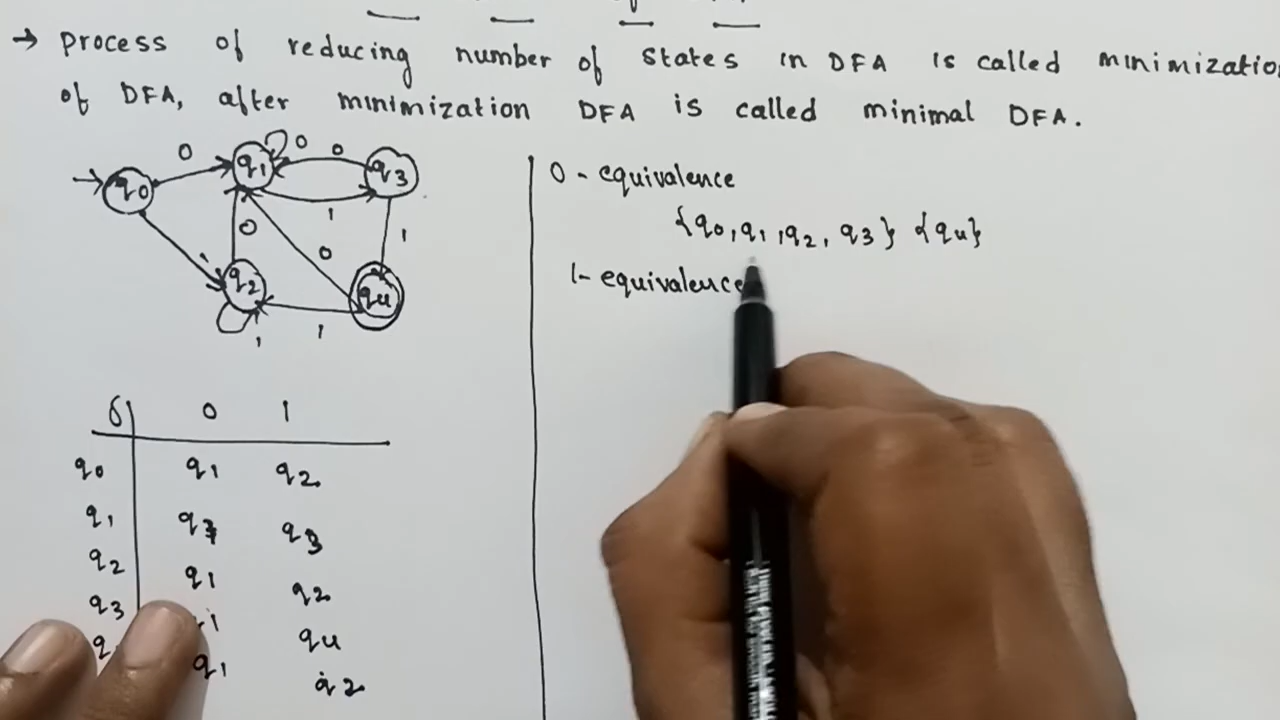 → process of reducing number of states in DFA is called minimizatio
of DFA, after minimization DFA is called minimal DFA.
0 0 0
q0 q1 q3
1
0 0 1
q2 q4
1 1
0 - equivalence
{q0, q1, q2, q3} {q4}
1- equivalence
δ 0 1
q0 q1 q2
q1 q3
q2 q1 q2
q3 q4
q1 q2